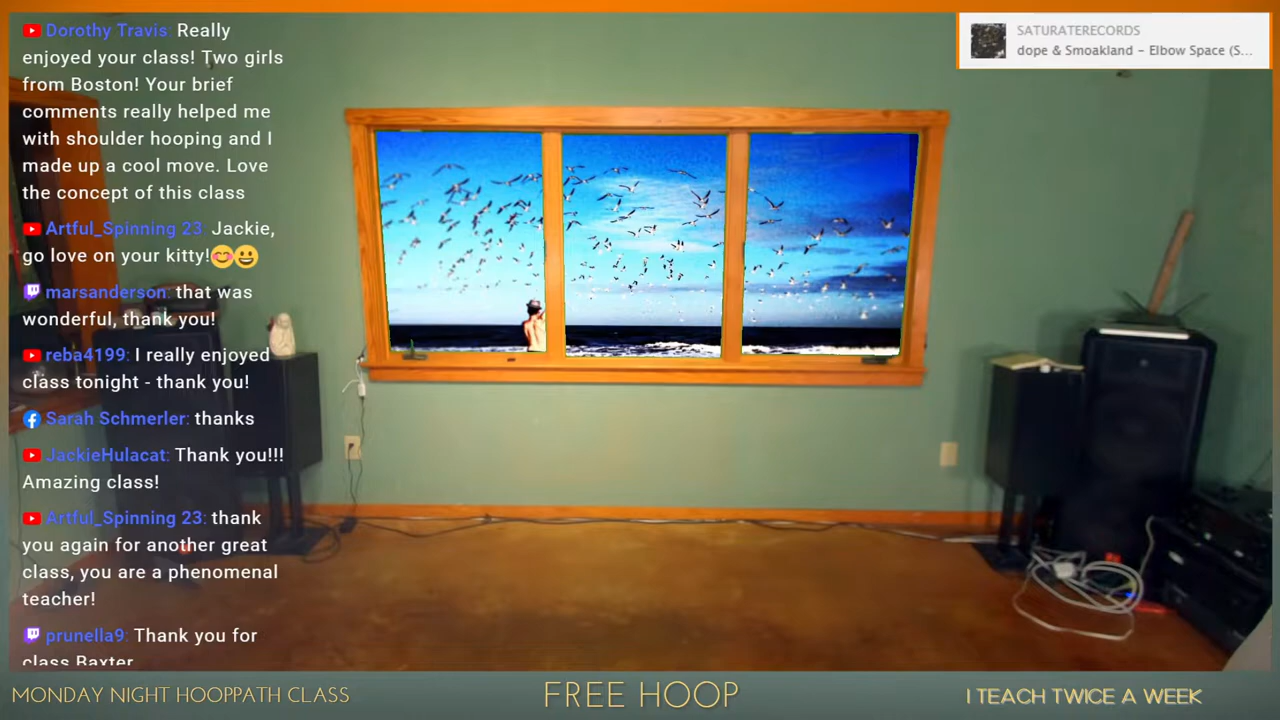 Dorothy Travis: Really
enjoyed your class! Two girls
from Boston! Your brief
comments really helped me
with shoulder hooping and I
made up a cool move. Love
the concept of this class
Artful_Spinning 23: Jackie,
go love on your kitty!😊😀
marsanderson: that was
wonderful, thank you!
reba4199: I really enjoyed
class tonight - thank you!
Sarah Schmerler: thanks
JackieHulacat: Thank you!!!
Amazing class!
Artful_Spinning 23: thank
you again for another great
class, you are a phenomenal
teacher!
prunella9: Thank you for
class Baxter
SATURATERECORDS
dope & Smoakland - Elbow Space (S...
MONDAY NIGHT HOOPPATH CLASS
FREE HOOP
I TEACH TWICE A WEEK